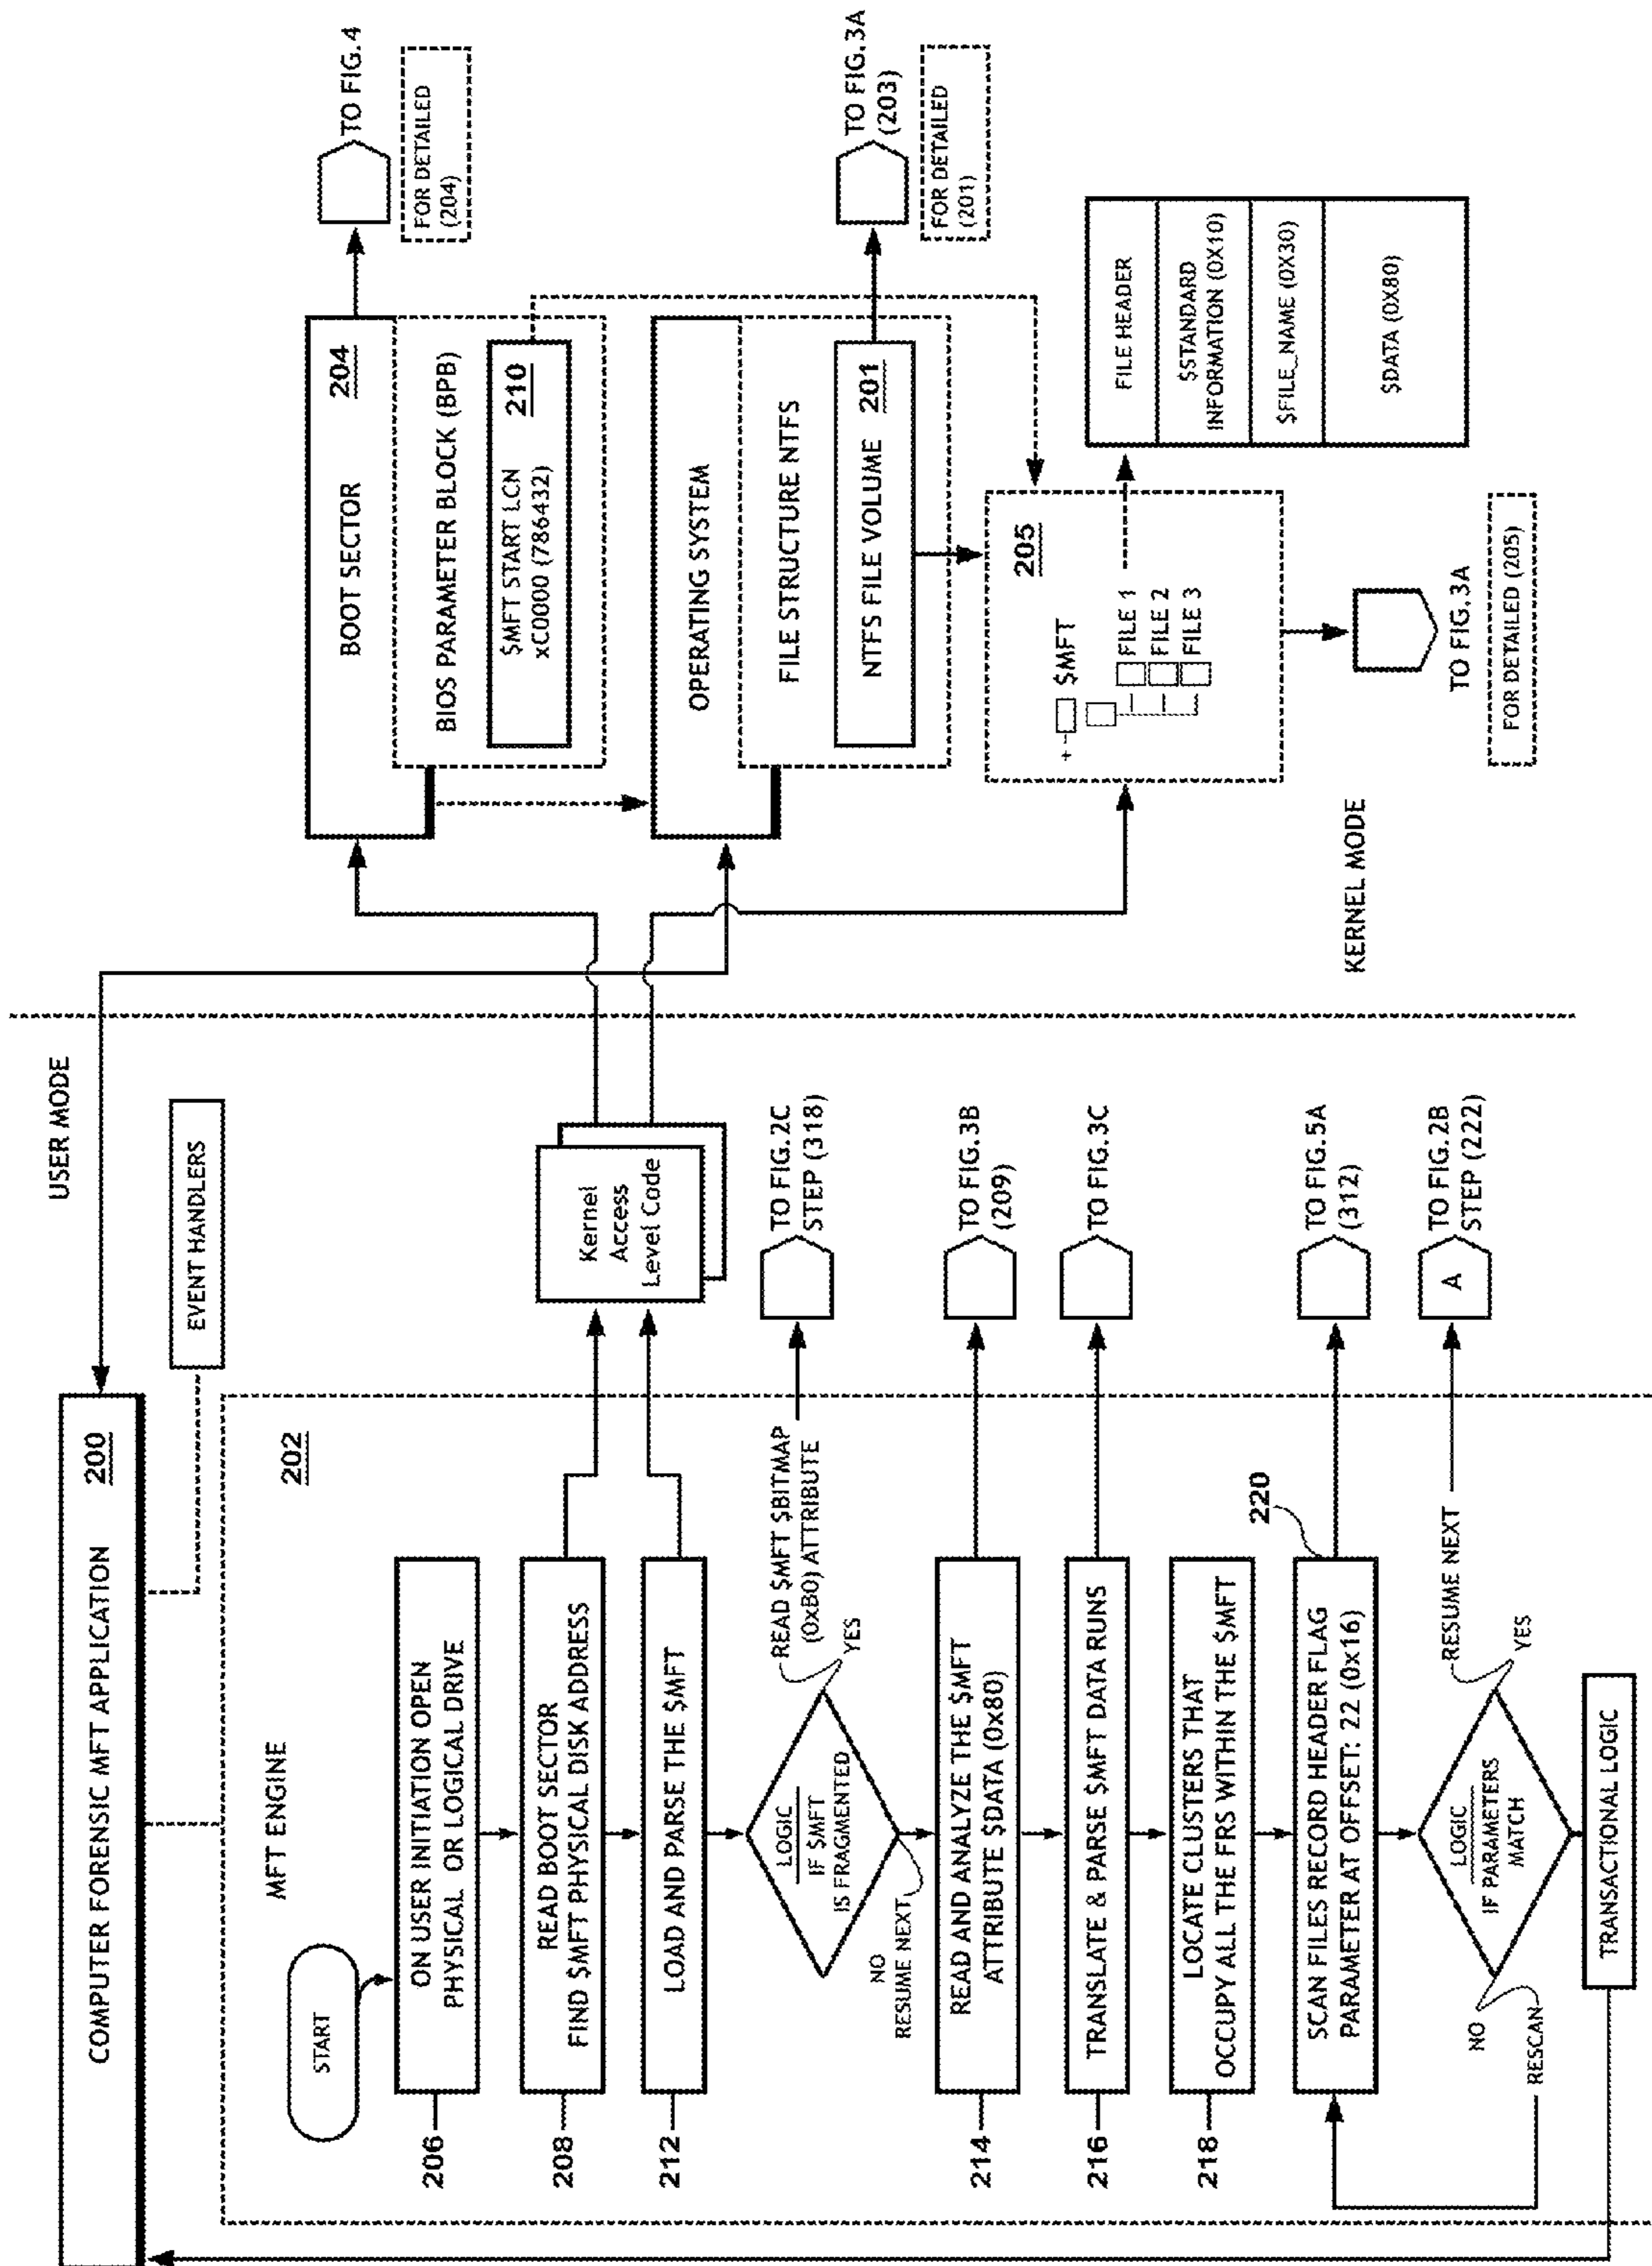 USER MODE
COMPUTER FORENSIC MFT APPLICATION 200
EVENT HANDLERS
MFT ENGINE
202
START
206
ON USER INITIATION OPEN
PHYSICAL OR LOGICAL DRIVE
208
READ BOOT SECTOR
FIND $MFT PHYSICAL DISK ADDRESS
212
LOAD AND PARSE THE $MFT
Kernel
Access
Level Code
LOGIC
IF $MFT
IS FRAGMENTED
READ $MFT $BITMAP
(0xB0) ATTRIBUTE
YES
TO FIG.2C
STEP (318)
NO
RESUME NEXT
214
READ AND ANALYZE THE $MFT
ATTRIBUTE $DATA (0x80)
TO FIG.3B
(209)
216
TRANSLATE & PARSE $MFT DATA RUNS
TO FIG.3C
218
LOCATE CLUSTERS THAT
OCCUPY ALL THE FRS WITHIN THE $MFT
220
SCAN FILES RECORD HEADER FLAG
PARAMETER AT OFFSET: 22 (0x16)
TO FIG.5A
(312)
LOGIC
IF PARAMETERS
MATCH
RESUME NEXT
YES
A
TO FIG.2B
STEP (222)
NO
RESCAN
TRANSACTIONAL LOGIC
BOOT SECTOR 204
TO FIG.4
FOR DETAILED
(204)
BIOS PARAMETER BLOCK (BPB)
$MFT START LCN 210
xC0000 (786432)
OPERATING SYSTEM
FILE STRUCTURE NTFS
NTFS FILE VOLUME 201
TO FIG.3A
(203)
FOR DETAILED
(201)
205
+ $MFT
FILE 1
FILE 2
FILE 3
FILE HEADER
$STANDARD
INFORMATION (0X10)
$FILE_NAME (0X30)
$DATA (0X80)
KERNEL MODE
TO FIG.3A
FOR DETAILED (205)